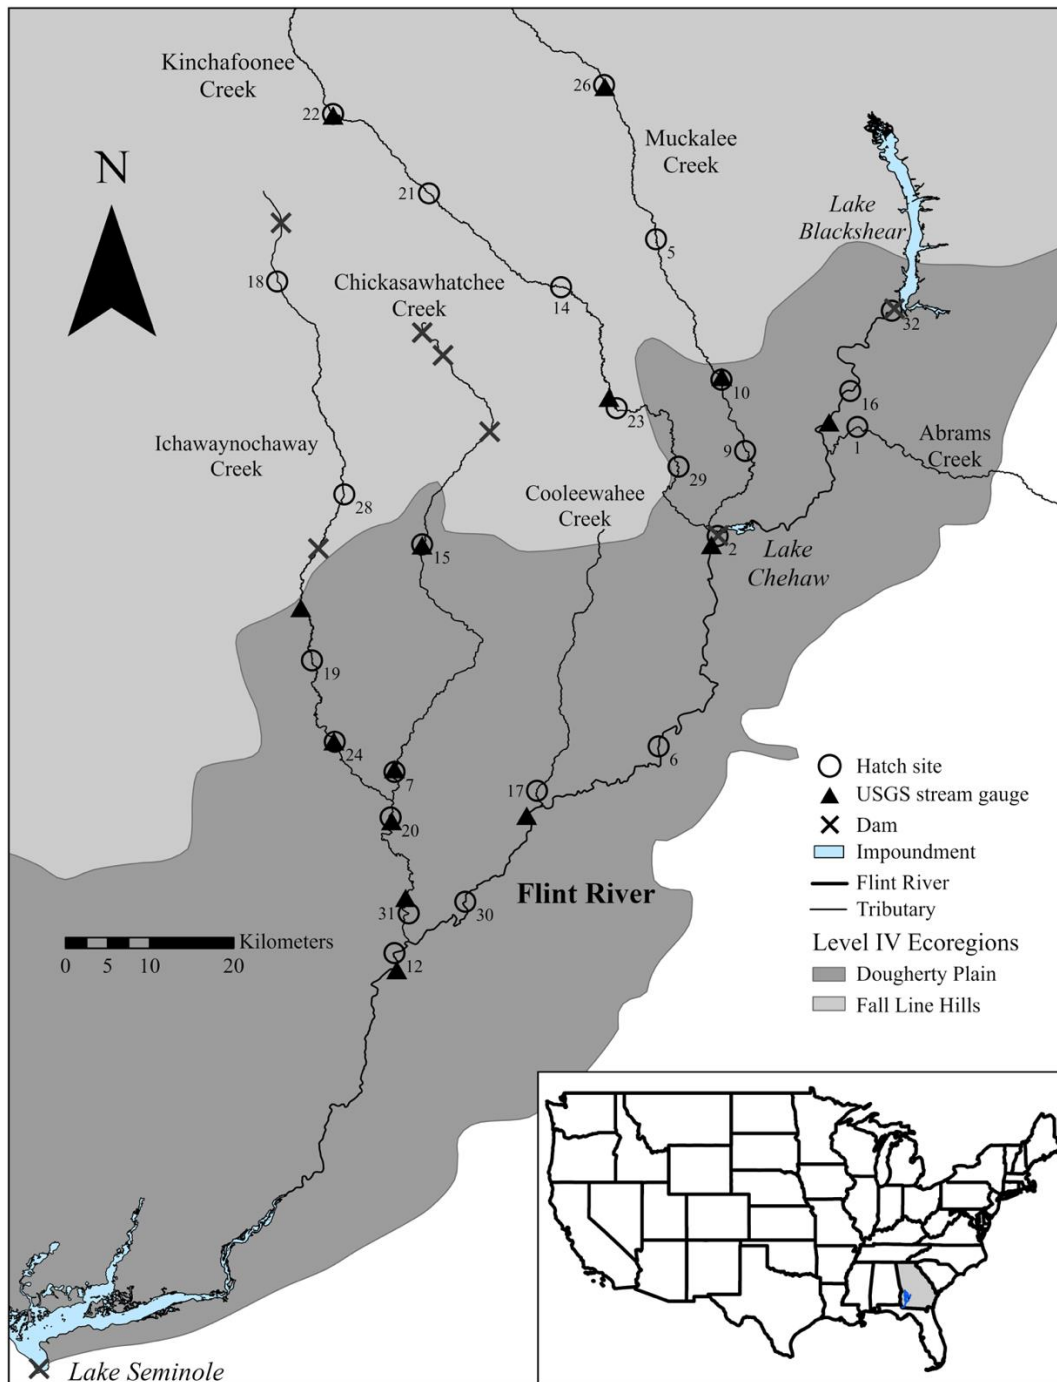 Kinchafoonee
Creek
22
26
Muckalee
Creek
N
21
Lake
Blackshear
5
18
Chickasawhatchee
Creek
14
32
10
16
23
1
Ichawaynochaway
Creek
9
Abrams
Creek
29
28
Cooleewahee
Creek
15
2
Lake
Chehaw
19
24
6
7
17
20
Hatch site
USGS stream gauge
Dam
Impoundment
Flint River
Tributary
Level IV Ecoregions
Dougherty Plain
Fall Line Hills
Flint River
31
30
12
Kilometers
0 5 10 20
Lake Seminole